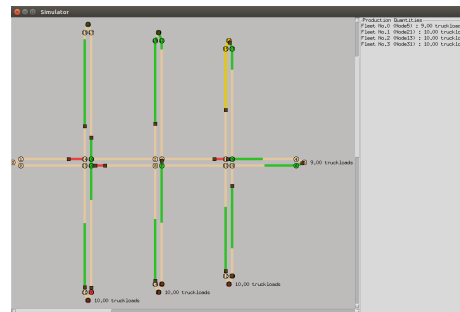 Simulator
Production Quantities
Fleet No.0 (Node5) : 9,00 truckloads
Fleet No.1 (Node21) : 10,00 truckl
Fleet No.2 (Node13) : 10,00 truckl
Fleet No.3 (Node31) : 10,00 truckl
9,00 truckloads
10,00 truckloads
10,00 truckloads
10,00 truckloads